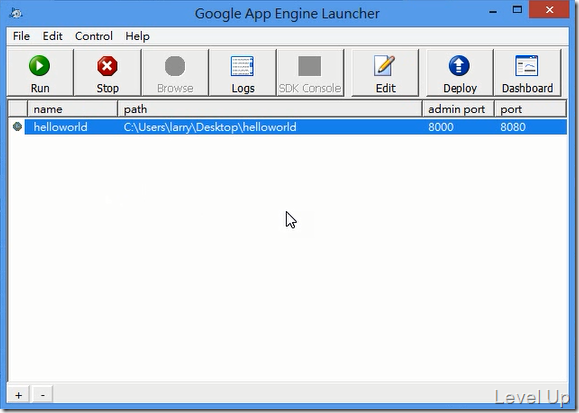 Google App Engine Launcher
File Edit Control Help
Run Stop Browse Logs SDK Console Edit Deploy Dashboard
name path admin port port
helloworld C:\Users\larry\Desktop\helloworld 8000 8080
+ -
Level Up